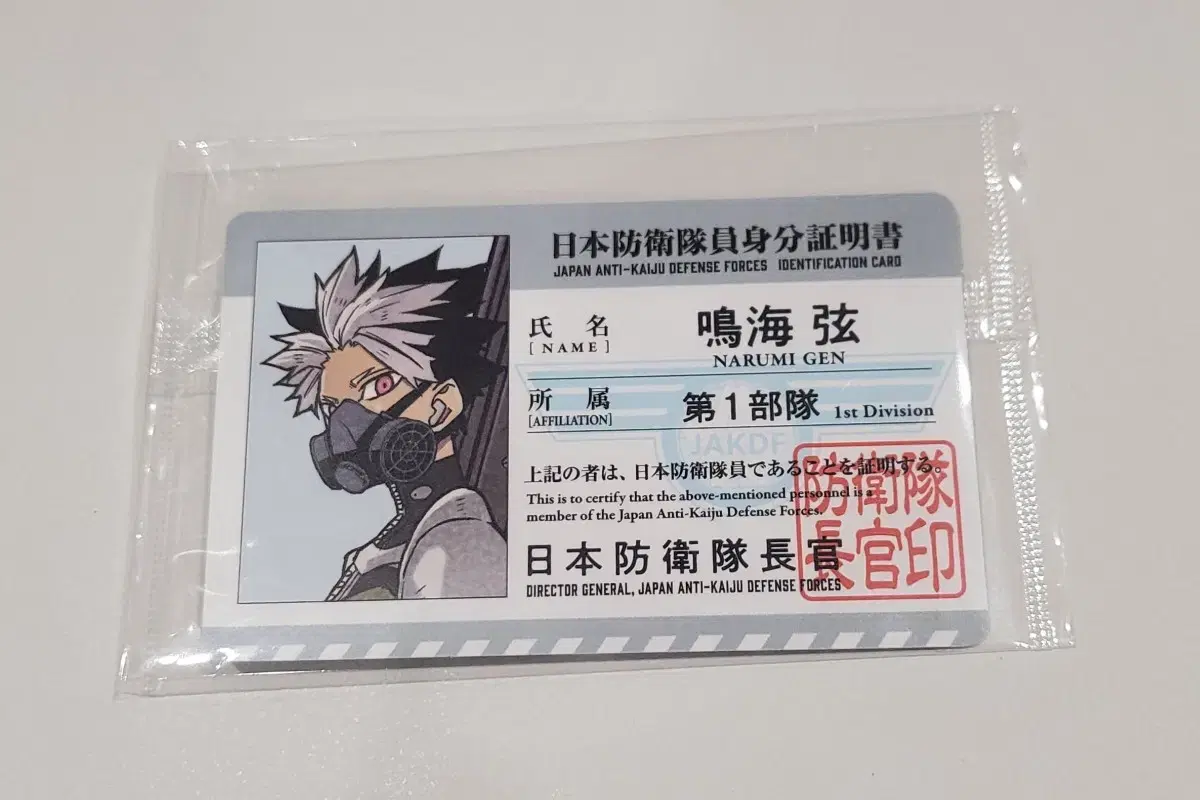 日本防衛隊員身分証明書
JAPAN ANTI-KAIJU DEFENSE FORCES IDENTIFICATION CARD
氏 名 鳴海 弦
[NAME] NARUMI GEN
所 属 第1部隊 1st Division
[AFFILIATION]
JAKDF
上記の者は、日本防衛隊員であることを証明する。
This is to certify that the above-mentioned personnel is a
member of the Japan Anti-Kaiju Defense Forces.
日本防衛隊長官
DIRECTOR GENERAL, JAPAN ANTI-KAIJU DEFENSE FORCES
防衛隊
長官印